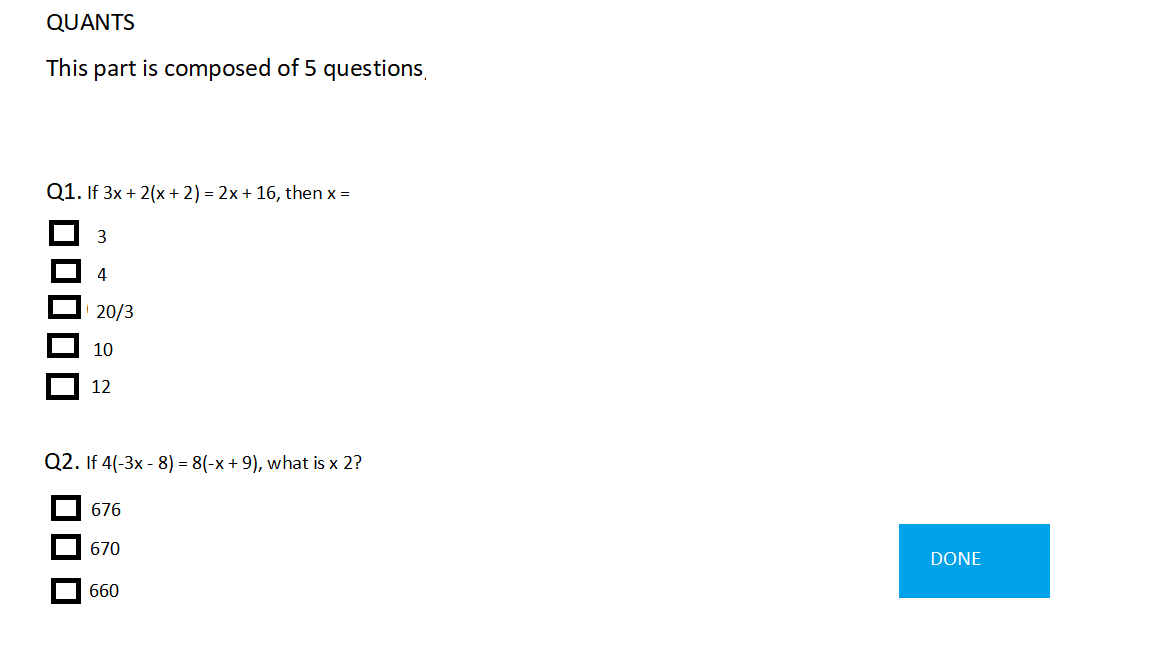 QUANTS
This part is composed of 5 questions,
Q1. If 3x + 2(x + 2) = 2x + 16, then x =
3
4
20/3
10
12
Q2. If 4(-3x - 8) = 8(-x + 9), what is x 2?
676
670
660
DONE